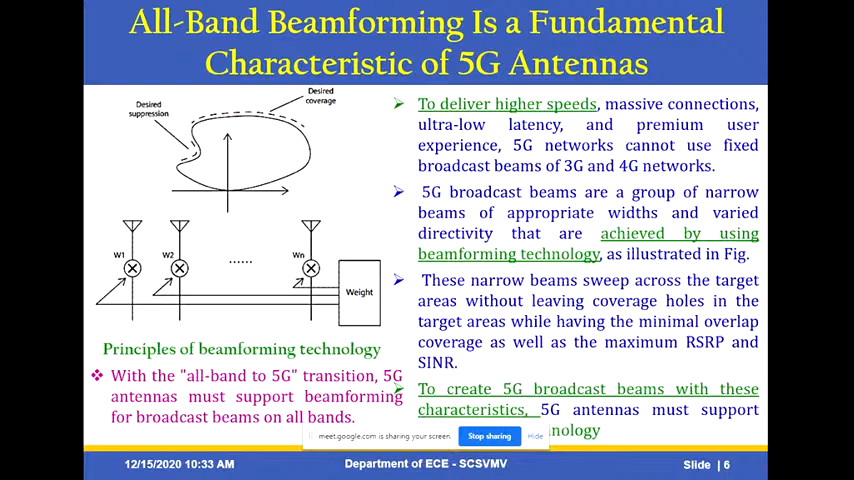 All-Band Beamforming Is a Fundamental
Characteristic of 5G Antennas
Desired
suppression
Desired
coverage
W1
W2
......
Wn
Weight
Principles of beamforming technology
❖ With the "all-band to 5G" transition, 5G
antennas must support beamforming
for broadcast beams on all bands.
➢ To deliver higher speeds, massive connections,
ultra-low latency, and premium user
experience, 5G networks cannot use fixed
broadcast beams of 3G and 4G networks.
➢ 5G broadcast beams are a group of narrow
beams of appropriate widths and varied
directivity that are achieved by using
beamforming technology, as illustrated in Fig.
➢ These narrow beams sweep across the target
areas without leaving coverage holes in the
target areas while having the minimal overlap
coverage as well as the maximum RSRP and
SINR.
➢ To create 5G broadcast beams with these
characteristics, 5G antennas must support
nology
meet.google.com is sharing your screen.
Stop sharing
Hide
12/15/2020 10:33 AM
Department of ECE - SCSVMV
Slide | 6